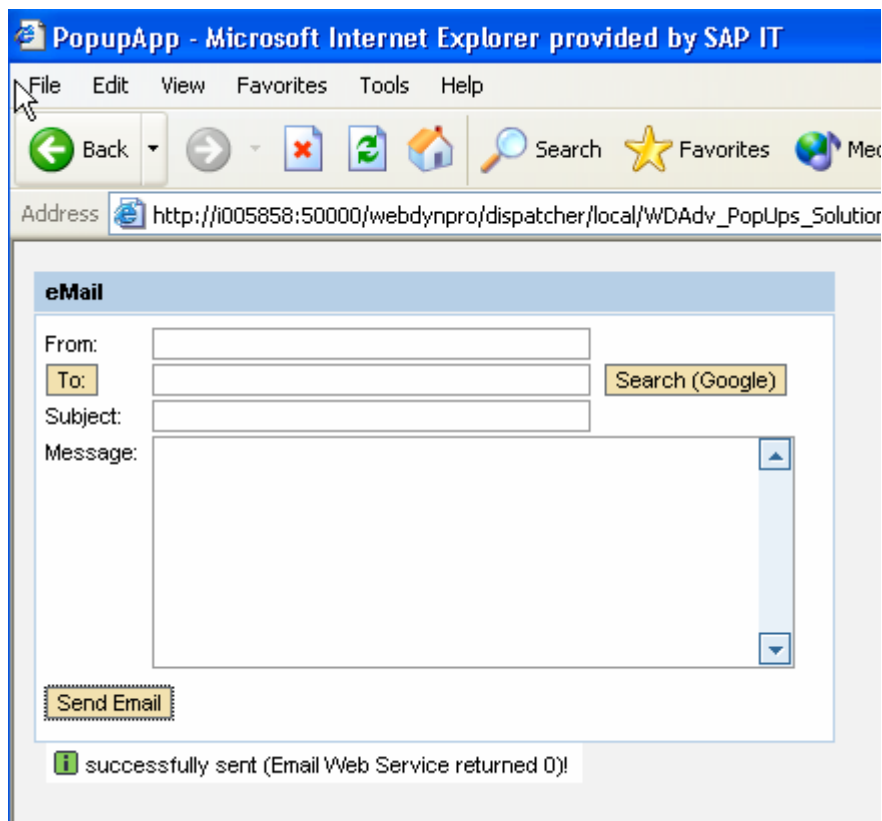 PopupApp - Microsoft Internet Explorer provided by SAP IT
File Edit View Favorites Tools Help
Back Search Favorites
Address http://i005858:50000/webdynpro/dispatcher/local/WDAdv_PopUps_Solution
eMail
From:
To: Search (Google)
Subject:
Message:
Send Email
successfully sent (Email Web Service returned 0)!